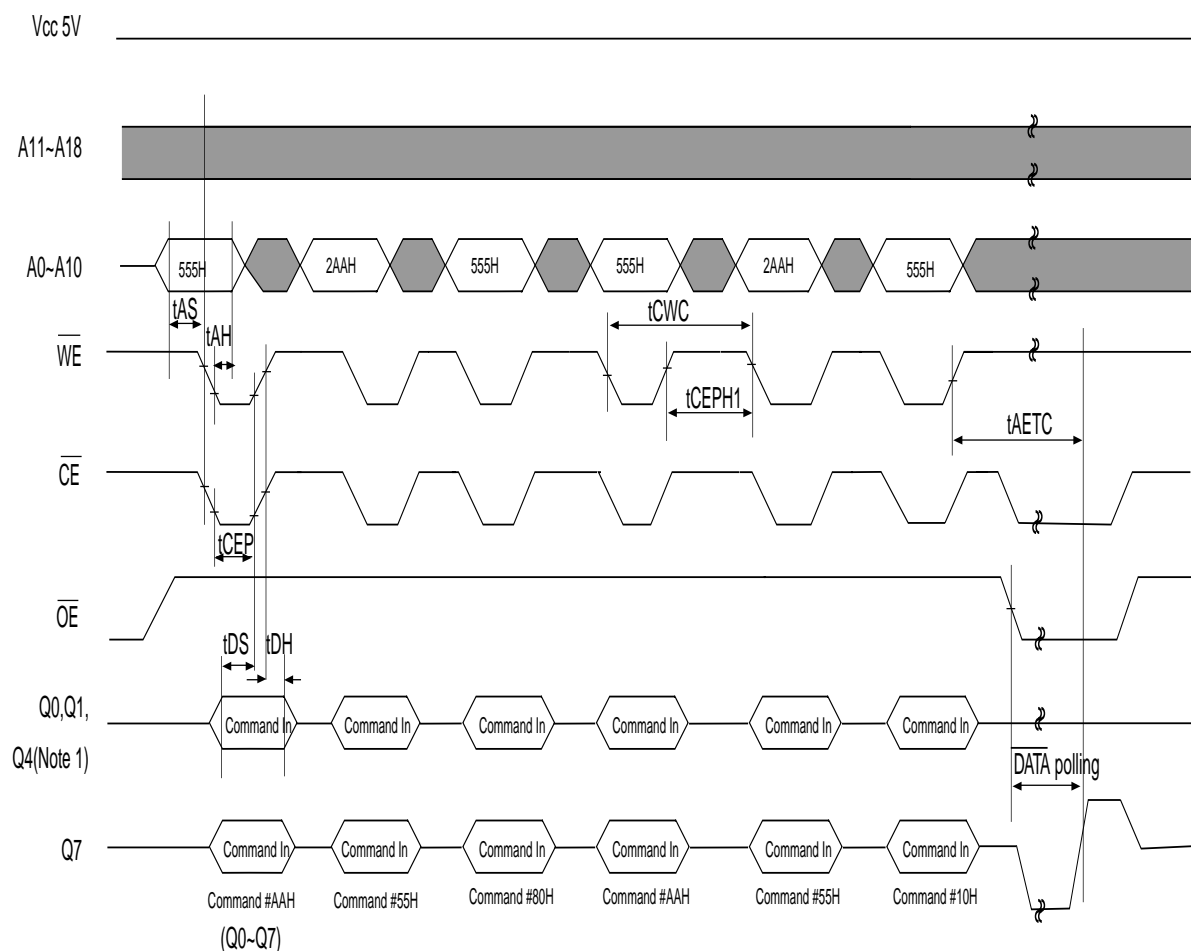 Vcc 5V
A11~A18
A0~A10
555H 2AAH 555H 555H 2AAH 555H
tAS
tCWC
tAH
WE
tCEPH1
tAETC
CE
tCEP
OE
tDS tDH
Q0,Q1,
Q4(Note 1)
Command In Command In Command In Command In Command In Command In
DATA polling
Q7
Command In Command In Command In Command In Command In Command In
Command #AAH Command #55H Command #80H Command #AAH Command #55H Command #10H
(Q0~Q7)